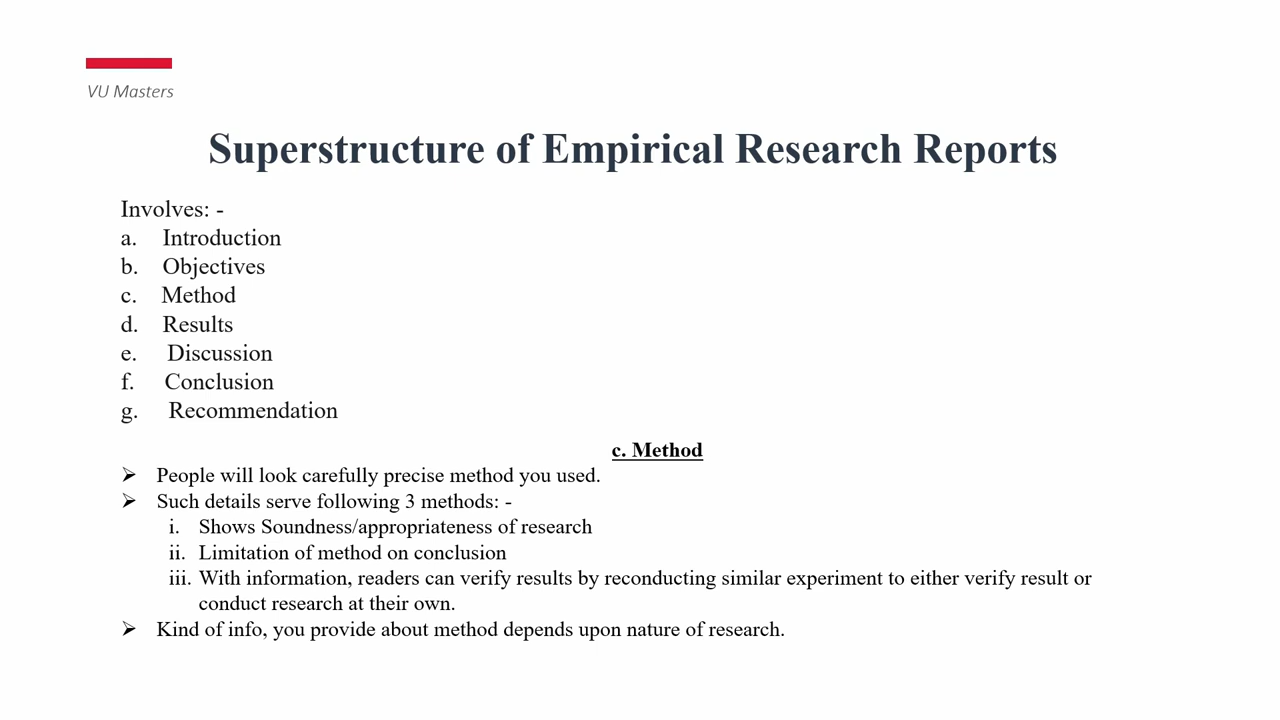 VU Masters
Superstructure of Empirical Research Reports
Involves: -
a. Introduction
b. Objectives
c. Method
d. Results
e. Discussion
f. Conclusion
g. Recommendation
c. Method
➢ People will look carefully precise method you used.
➢ Such details serve following 3 methods: -
i. Shows Soundness/appropriateness of research
ii. Limitation of method on conclusion
iii. With information, readers can verify results by reconducting similar experiment to either verify result or
conduct research at their own.
➢ Kind of info, you provide about method depends upon nature of research.